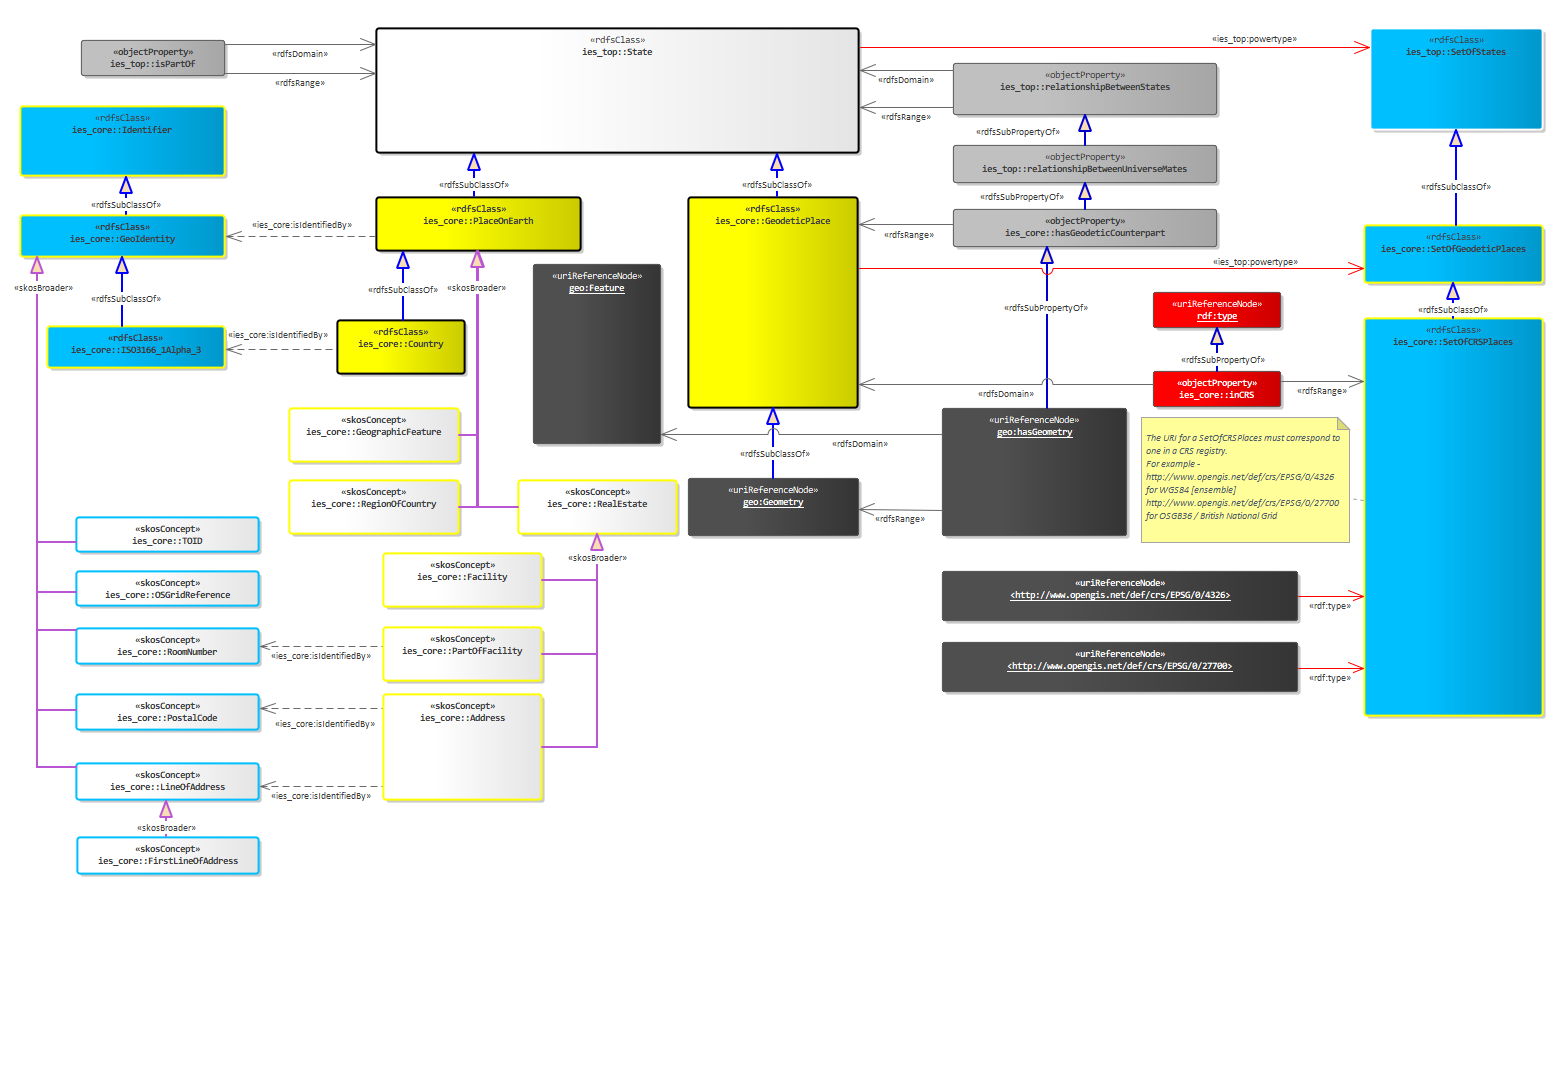 «rdfsClass»
ies_top::State
«objectProperty»
ies_top::isPartOf
«rdfsDomain»
«rdfsRange»
«ies_top:powertype»
«rdfsClass»
ies_top::SetOfStates
«rdfsDomain»
«rdfsRange»
«objectProperty»
ies_top::relationshipBetweenStates
«rdfsSubPropertyOf»
«rdfsClass»
ies_core::Identifier
«objectProperty»
ies_top::relationshipBetweenUniverseMates
«rdfsSubClassOf»
«rdfsSubClassOf»
«rdfsSubClassOf»
«rdfsSubPropertyOf»
«rdfsSubClassOf»
«rdfsClass»
ies_core::GeoIdentity
«ies_core:isIdentifiedBy»
«rdfsClass»
ies_core::PlaceOnEarth
«rdfsClass»
ies_core::GeodeticPlace
«rdfsRange»
«objectProperty»
ies_core::hasGeodeticCounterpart
«rdfsClass»
ies_core::SetOfGeodeticPlaces
«ies_top:powertype»
«skosBroader»
«rdfsSubClassOf»
«rdfsSubClassOf»
«skosBroader»
«uriReferenceNode»
geo:Feature
«rdfsSubPropertyOf»
«uriReferenceNode»
rdf:type
«rdfsSubClassOf»
«rdfsClass»
ies_core::ISO3166_1Alpha_3
«ies_core:isIdentifiedBy»
«rdfsClass»
ies_core::Country
«rdfsSubPropertyOf»
«rdfsClass»
ies_core::SetOfCRSPlaces
«rdfsDomain»
«objectProperty»
ies_core::inCRS
«rdfsRange»
«skosConcept»
ies_core::GeographicFeature
«rdfsDomain»
«uriReferenceNode»
geo:hasGeometry
The URI for a SetOfCRSPlaces must correspond to
one in a CRS registry.
For example -
http://www.opengis.net/def/crs/EPSG/0/4326
for WGS84 [ensemble]
http://www.opengis.net/def/crs/EPSG/0/27700
for OSGB36 / British National Grid
«rdfsSubClassOf»
«skosConcept»
ies_core::RegionOfCountry
«skosConcept»
ies_core::RealEstate
«uriReferenceNode»
geo:Geometry
«rdfsRange»
«skosConcept»
ies_core::TOID
«skosBroader»
«skosConcept»
ies_core::OSGridReference
«skosConcept»
ies_core::Facility
«uriReferenceNode»
<http://www.opengis.net/def/crs/EPSG/0/4326>
«rdf:type»
«skosConcept»
ies_core::RoomNumber
«ies_core:isIdentifiedBy»
«skosConcept»
ies_core::PartOfFacility
«uriReferenceNode»
<http://www.opengis.net/def/crs/EPSG/0/27700>
«rdf:type»
«skosConcept»
ies_core::PostalCode
«ies_core:isIdentifiedBy»
«skosConcept»
ies_core::Address
«skosConcept»
ies_core::LineOfAddress
«ies_core:isIdentifiedBy»
«skosBroader»
«skosConcept»
ies_core::FirstLineOfAddress